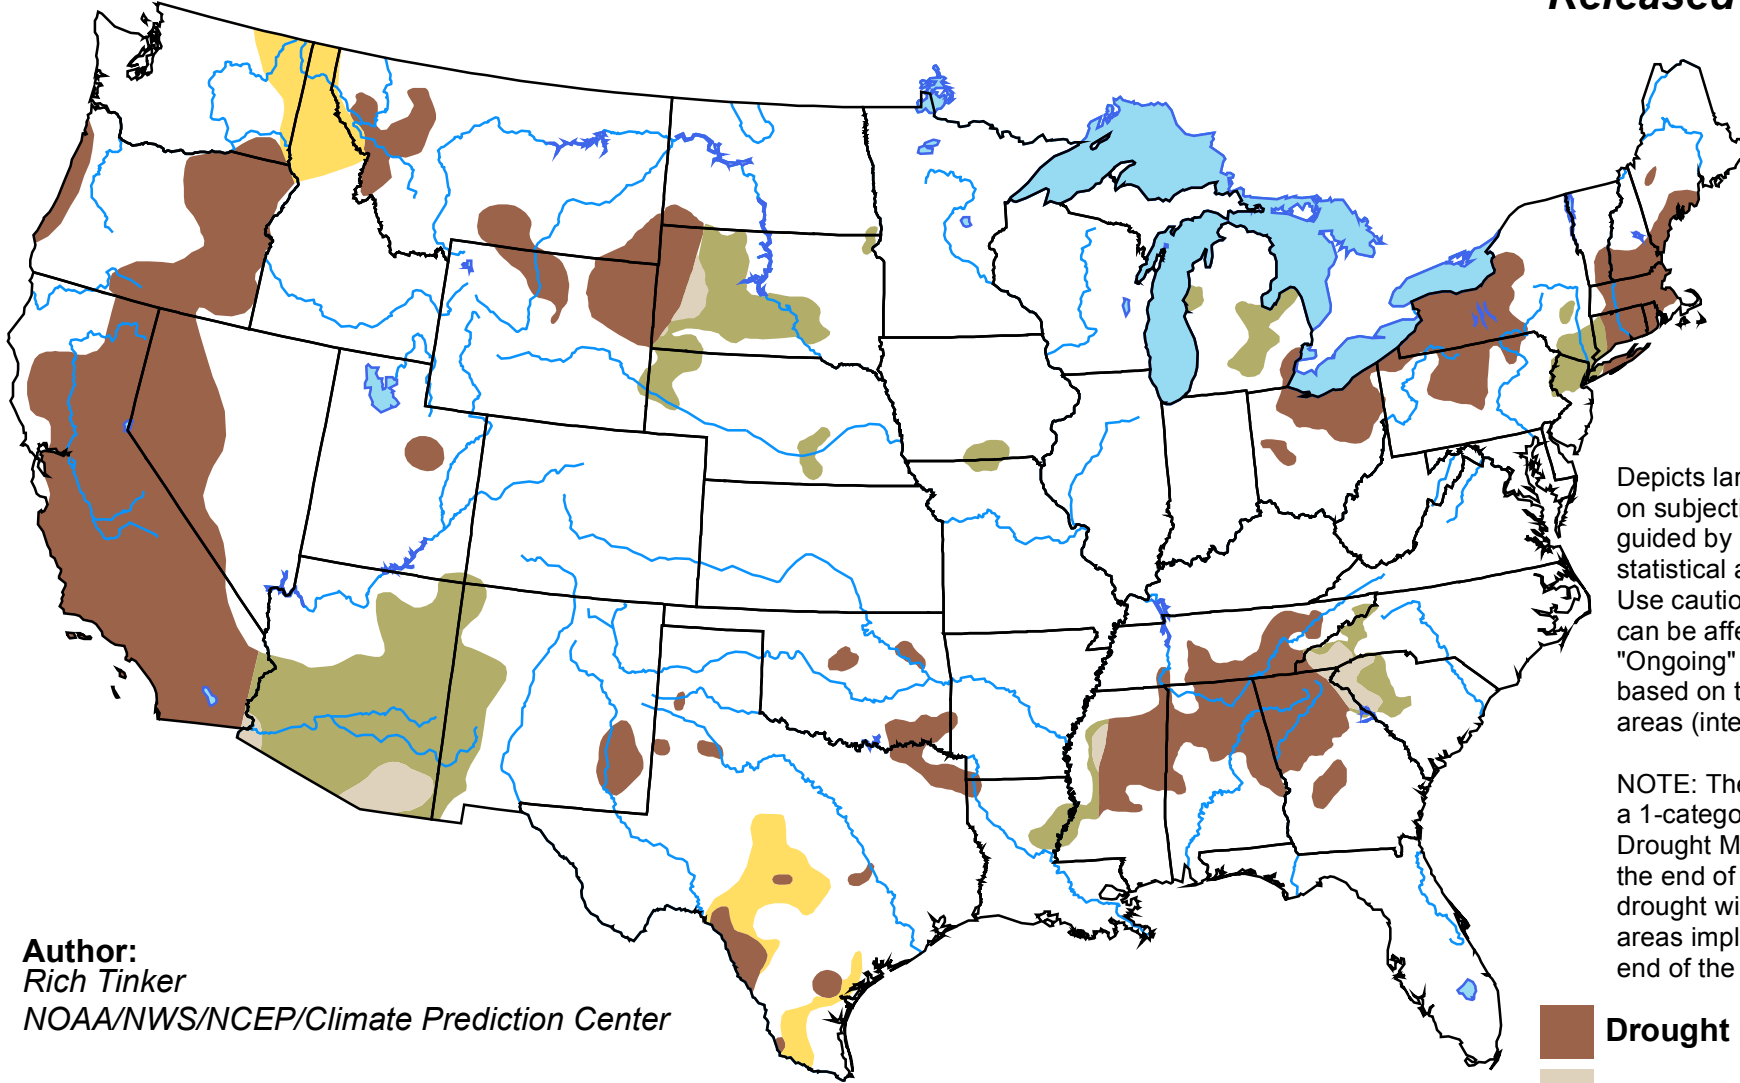 Released
Depicts lar
on subjecti
guided by
statistical a
Use cautio
can be affe
"Ongoing"
based on t
areas (inte
NOTE: The
a 1-catego
Drought M
the end of
drought wi
areas impl
end of the
Author:
Rich Tinker
NOAA/NWS/NCEP/Climate Prediction Center
Drought